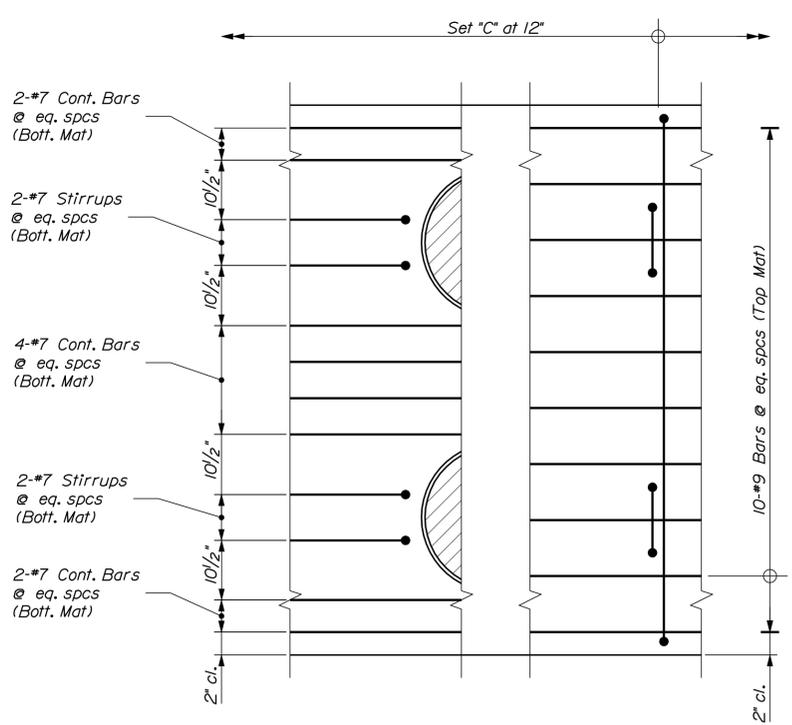 Set "C" at 12"
2-#7 Cont. Bars
@ eq. spcs
(Bott. Mat)
10½"
2-#7 Stirrups
@ eq. spcs
(Bott. Mat)
10½"
4-#7 Cont. Bars
@ eq. spcs
(Bott. Mat)
10½"
2-#7 Stirrups
@ eq. spcs
(Bott. Mat)
10½"
2-#7 Cont. Bars
@ eq. spcs
(Bott. Mat)
2" cl.
10-#9 Bars @ eq. spcs (Top Mat)
2" cl.